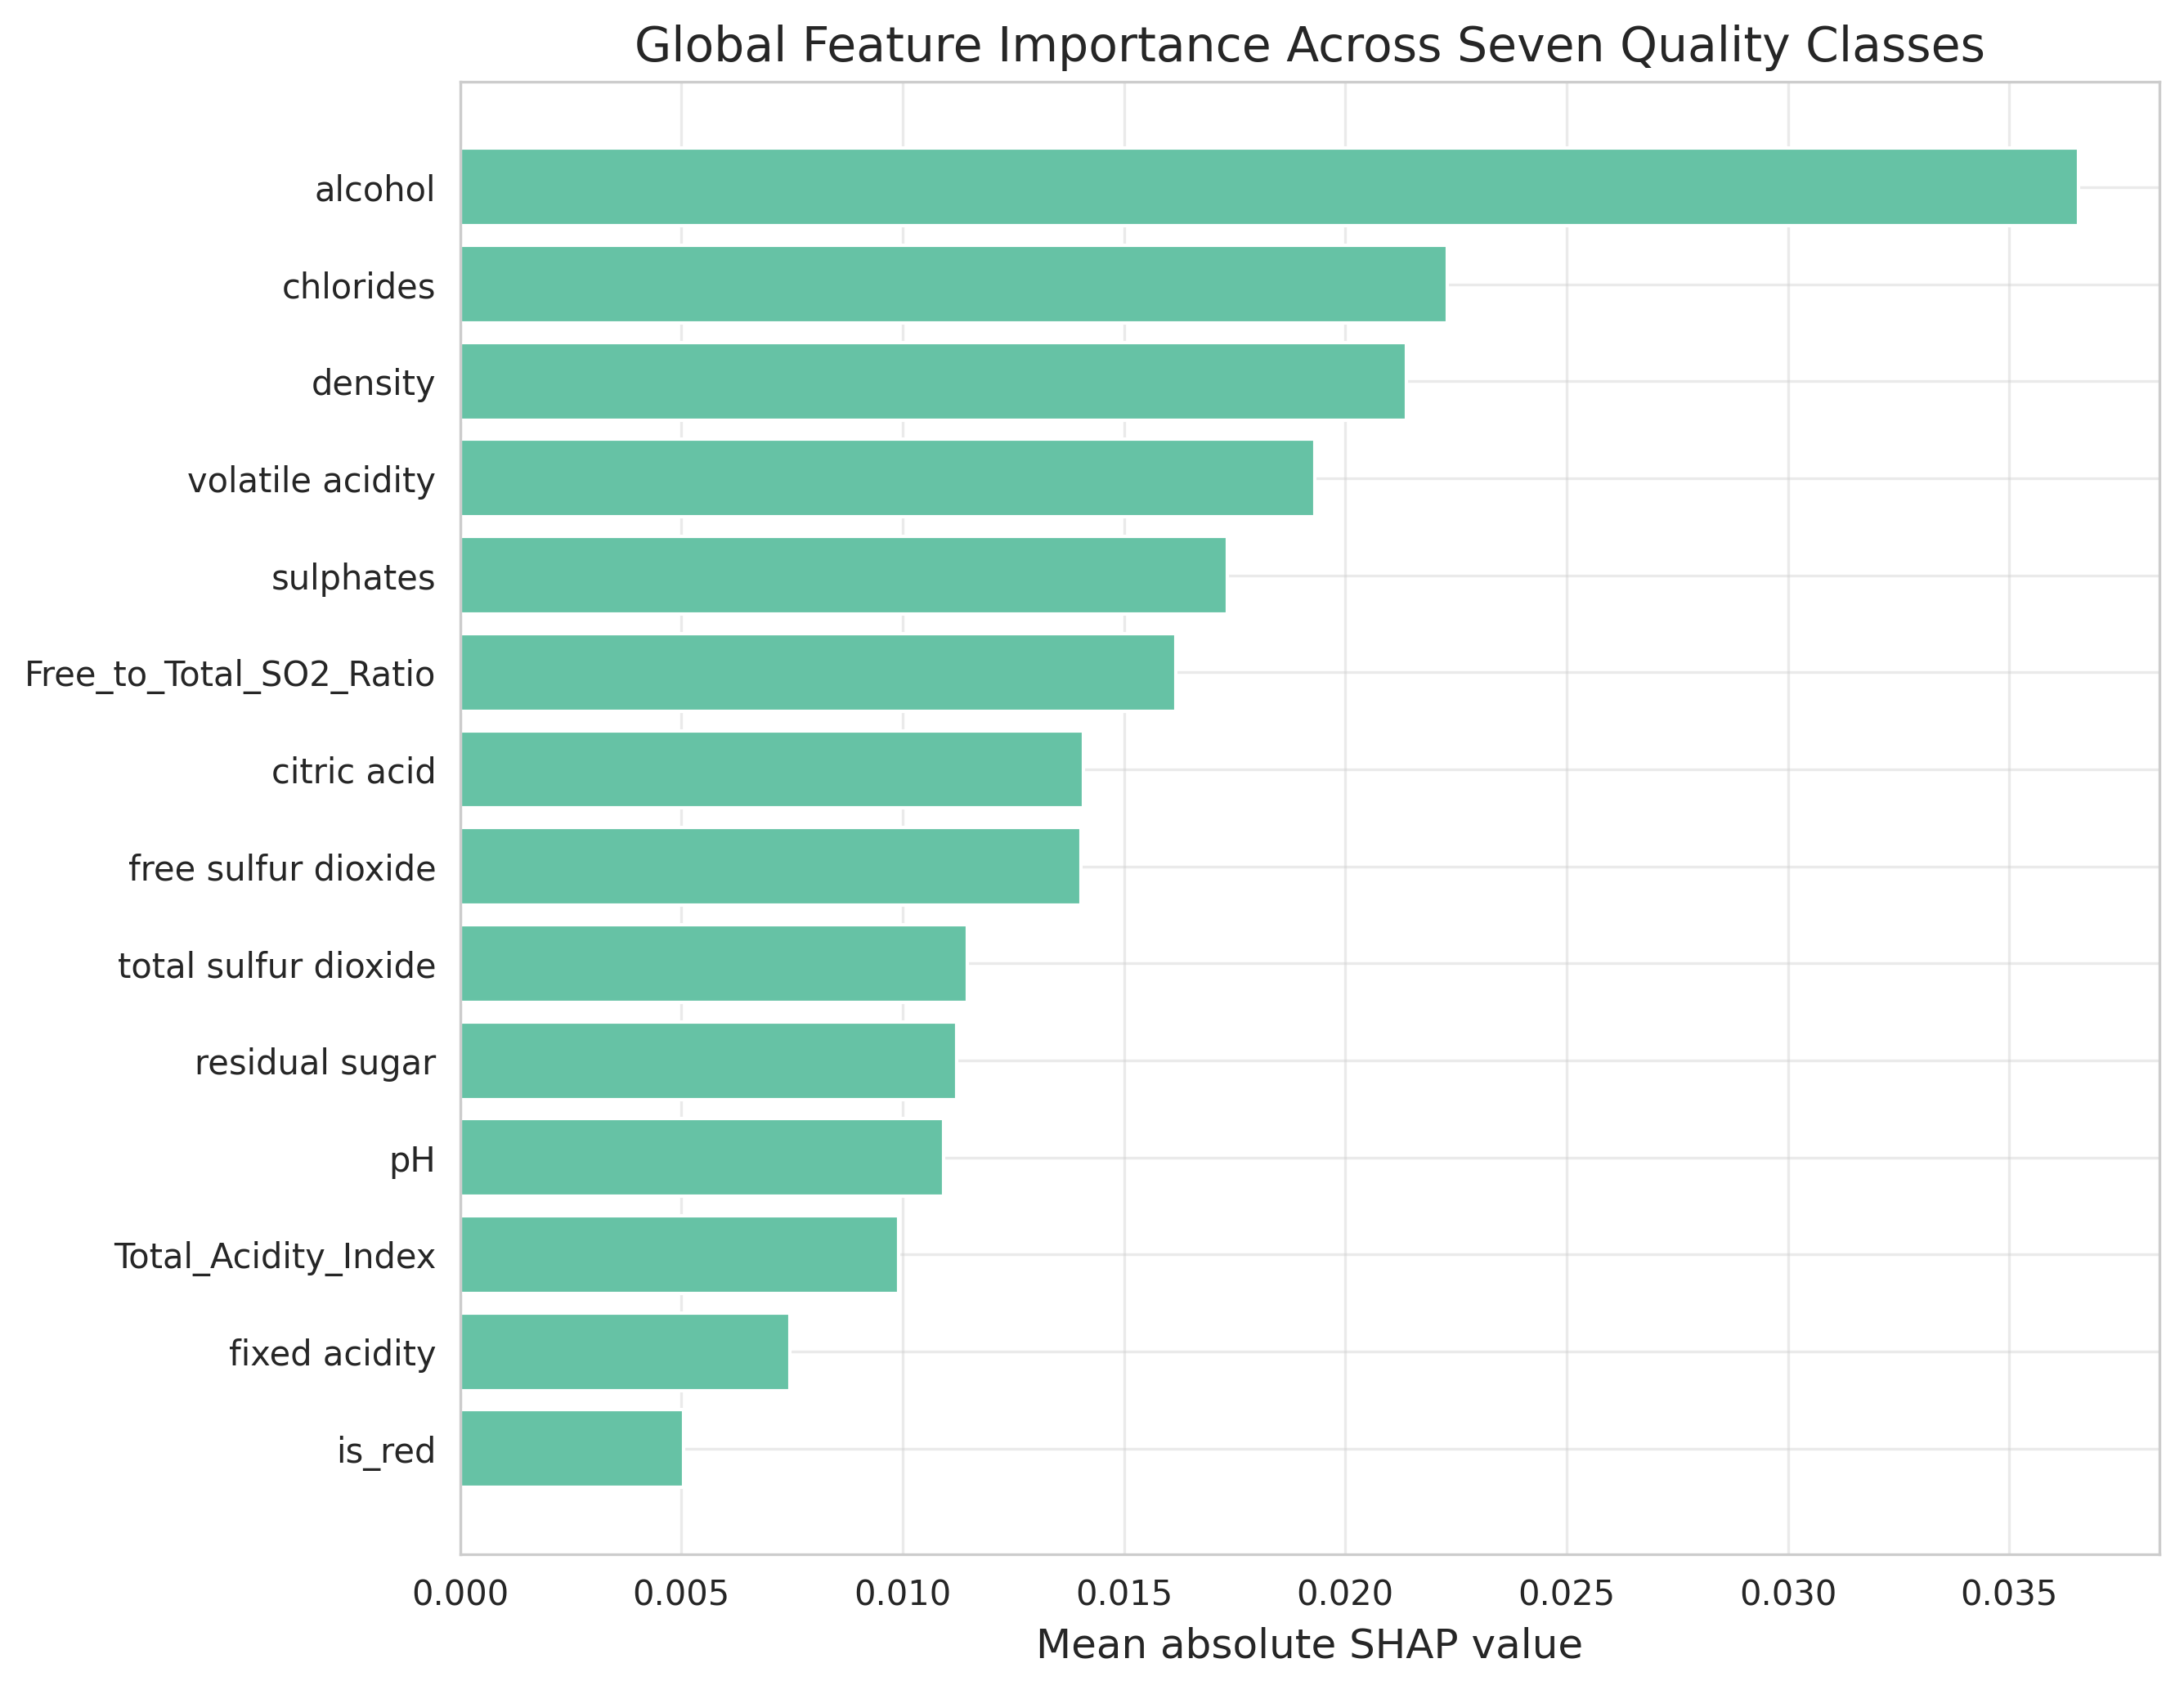 Global Feature Importance Across Seven Quality Classes
alcohol
chlorides
density
volatile acidity
sulphates
Free_to_Total_SO2_Ratio
citric acid
free sulfur dioxide
total sulfur dioxide
residual sugar
pH
Total_Acidity_Index
fixed acidity
is_red
0.000 0.005 0.010 0.015 0.020 0.025 0.030 0.035
Mean absolute SHAP value